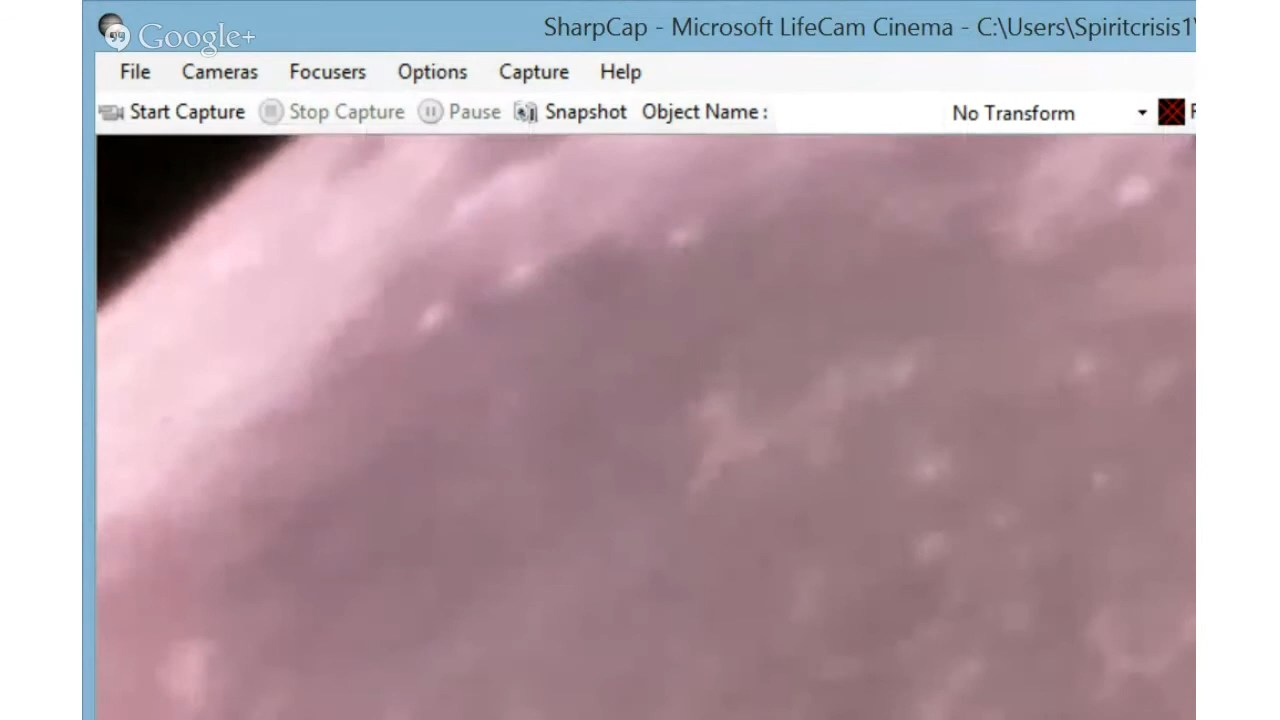 Google+
SharpCap - Microsoft LifeCam Cinema - C:\Users\Spiritcrisis1\
File Cameras Focusers Options Capture Help
Start Capture Stop Capture Pause Snapshot Object Name : No Transform